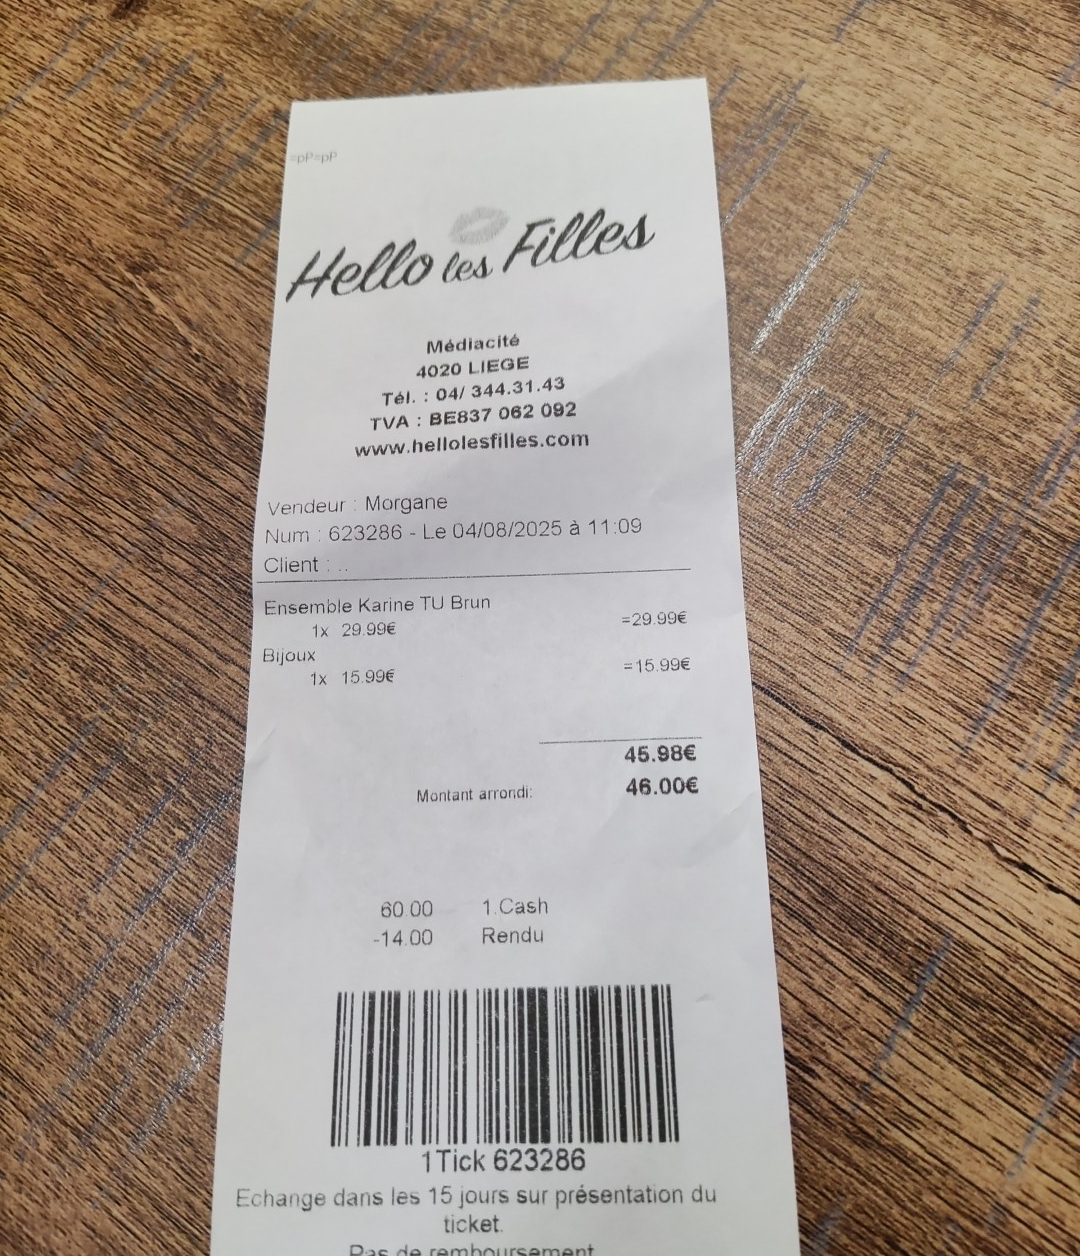 =pP=pP
Hello les Filles
Médiacité
4020 LIEGE
Tél. : 04/ 344.31.43
TVA : BE837 062 092
www.hellolesfilles.com
Vendeur : Morgane
Num : 623286 - Le 04/08/2025 à 11:09
Client : ..
Ensemble Karine TU Brun
1x 29.99€ =29.99€
Bijoux
1x 15.99€ =15.99€
45.98€
Montant arrondi: 46.00€
60.00 1.Cash
-14.00 Rendu
1Tick 623286
Echange dans les 15 jours sur présentation du
ticket.
Pas de remboursement